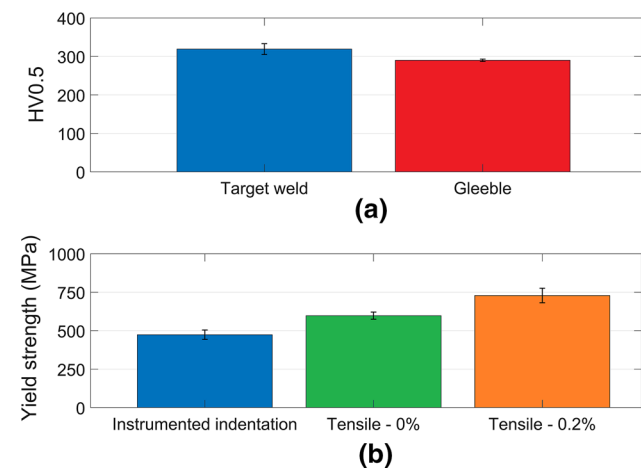 400
300
200
100
0
HV0.5
Target weld Gleeble
(a)
1000
750
500
250
0
Yield strength (MPa)
Instrumented indentation Tensile - 0% Tensile - 0.2%
(b)